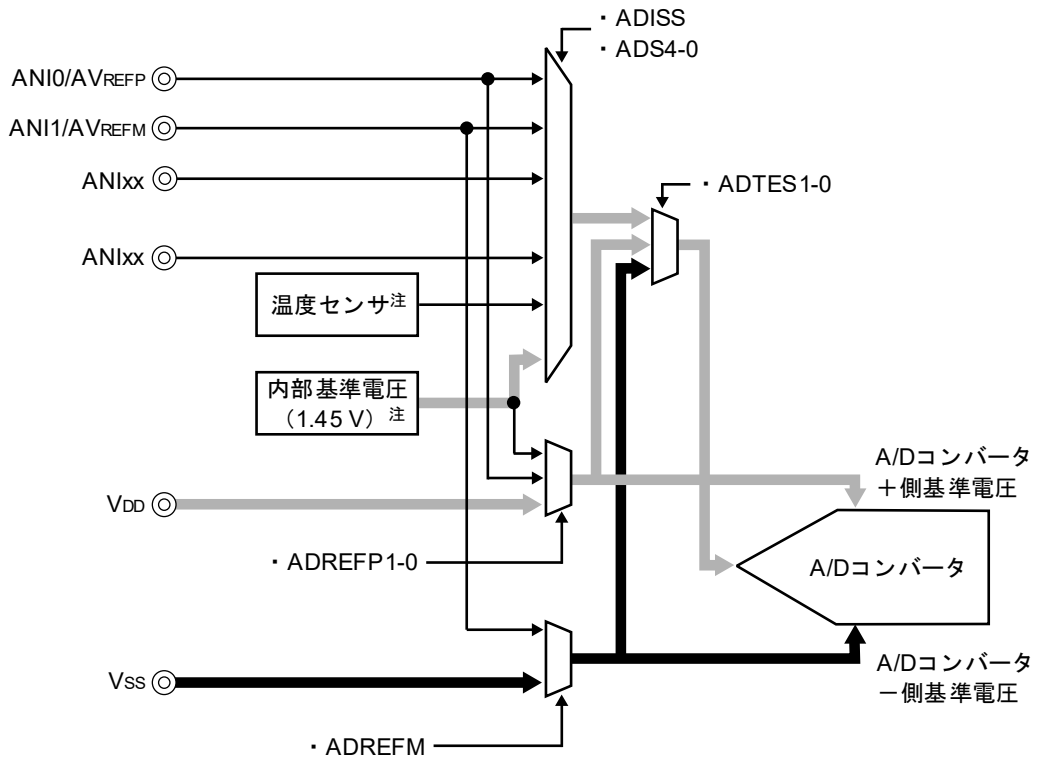 ・ADISS
・ADS4-0
ANI0/AVREFP
ANI1/AVREFM
ANIxx
・ADTES1-0
ANIxx
温度センサ注
内部基準電圧
（1.45 V）注
A/Dコンバータ
＋側基準電圧
VDD
・ADREFP1-0
A/Dコンバータ
A/Dコンバータ
－側基準電圧
VSS
・ADREFM